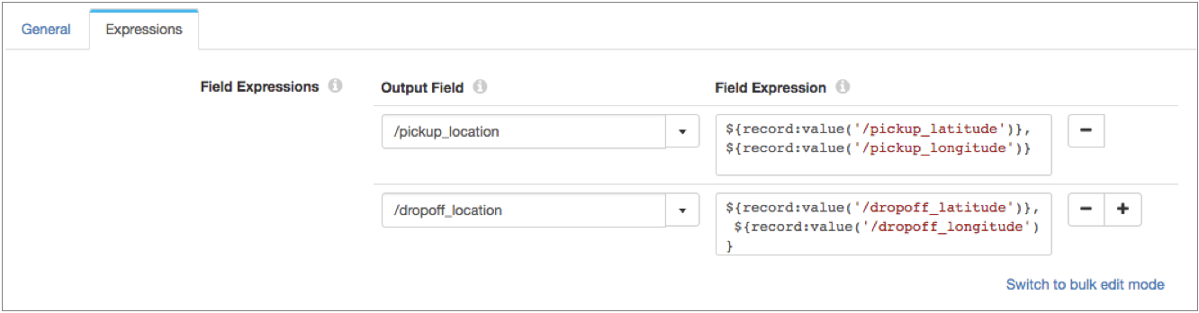 General
Expressions
Field Expressions
Output Field
Field Expression
/pickup_location
${record:value('/pickup_latitude')},
${record:value('/pickup_longitude')}
/dropoff_location
${record:value('/dropoff_latitude')},
${record:value('/dropoff_longitude')
}
Switch to bulk edit mode